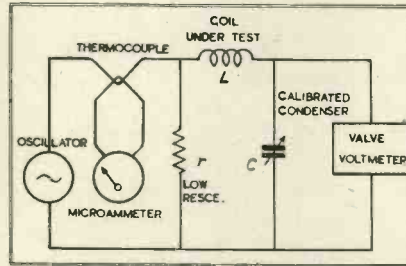 COIL
UNDER TEST
THERMOCOUPLE
L
CALIBRATED
CONDENSER
OSCILLATOR
r
C
VALVE
VOLTMETER
LOW
RESCE.
MICROAMMETER